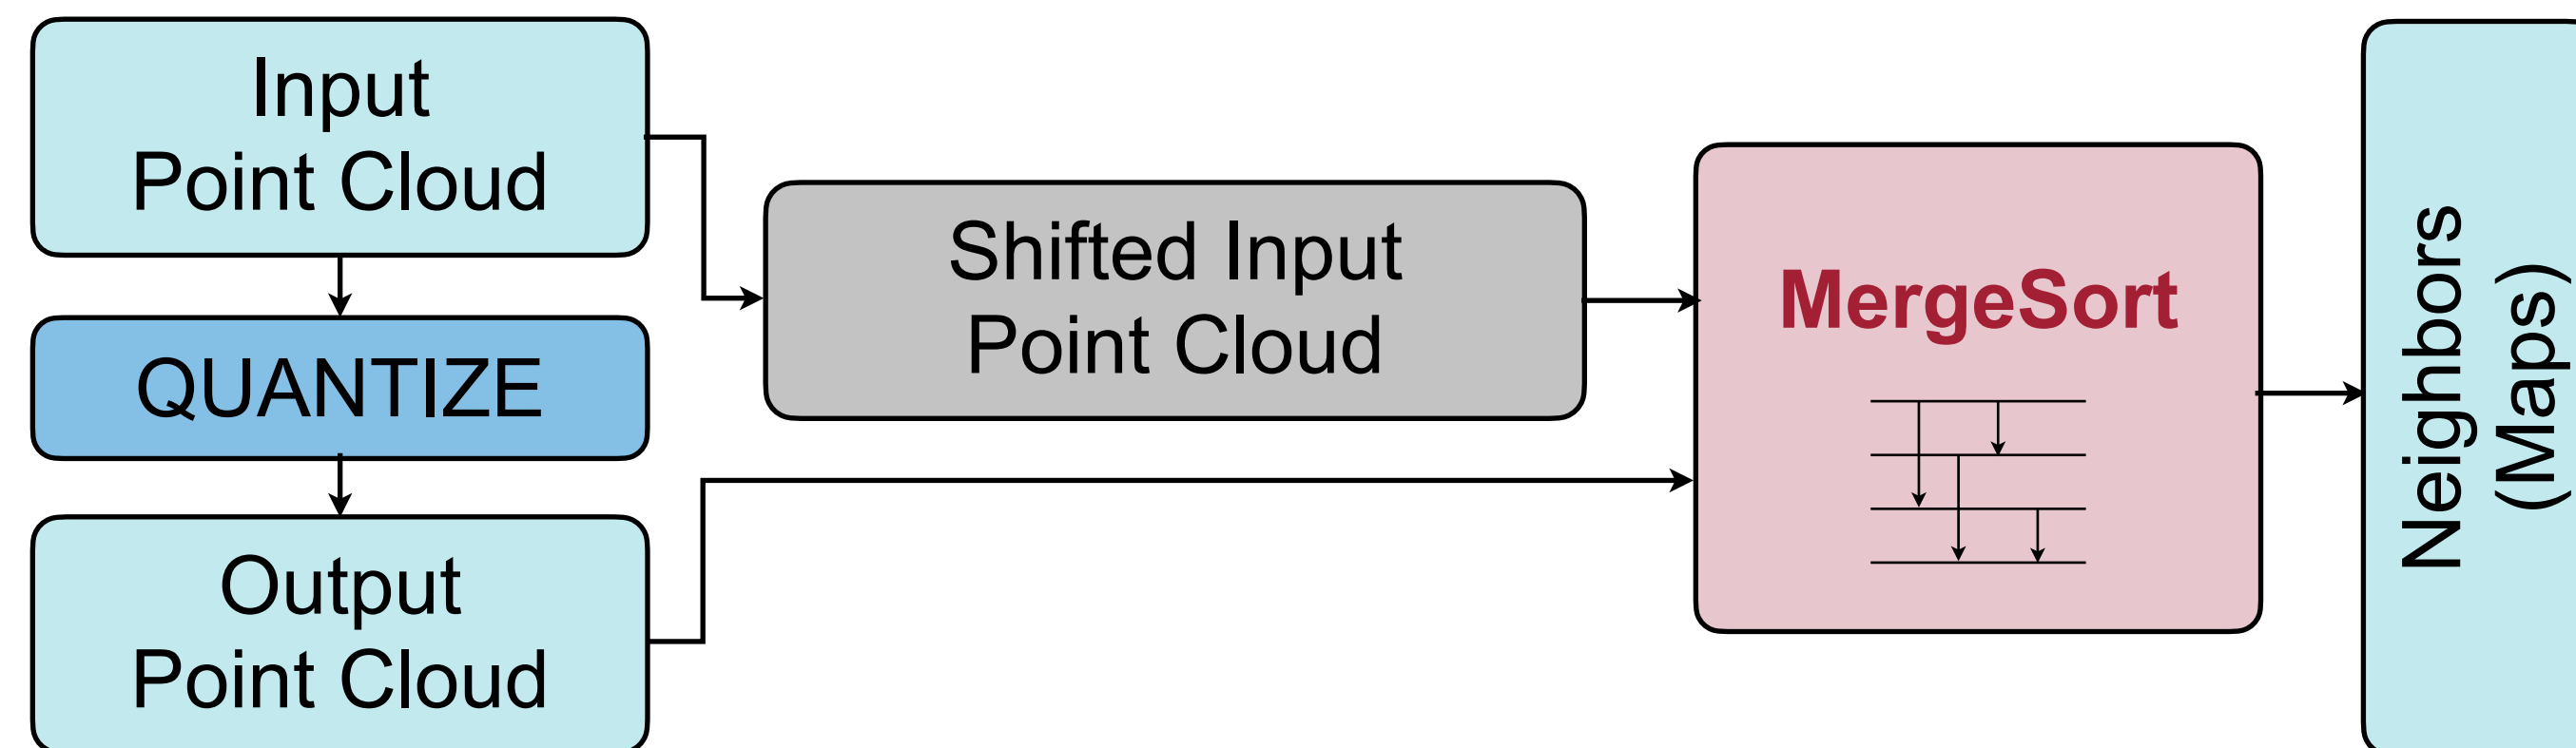 Input
Point Cloud
QUANTIZE
Output
Point Cloud
Shifted Input
Point Cloud
MergeSort
Neighbors
(Maps)